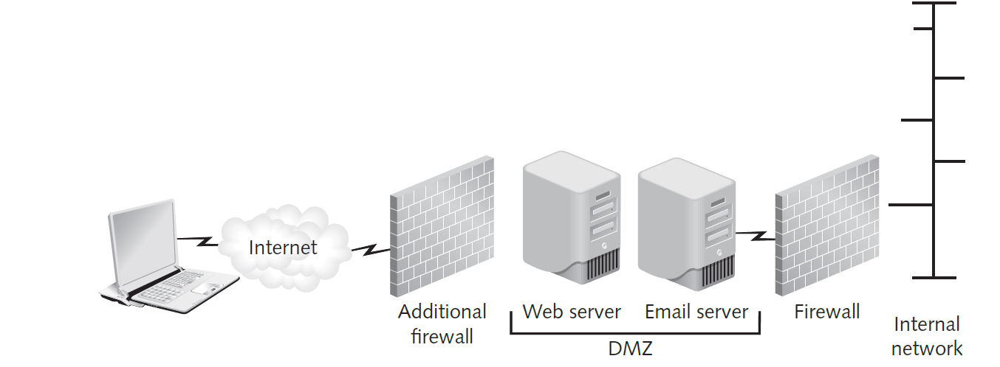 Internet
Additional
firewall
Web server
Email server
DMZ
Firewall
Internal
network